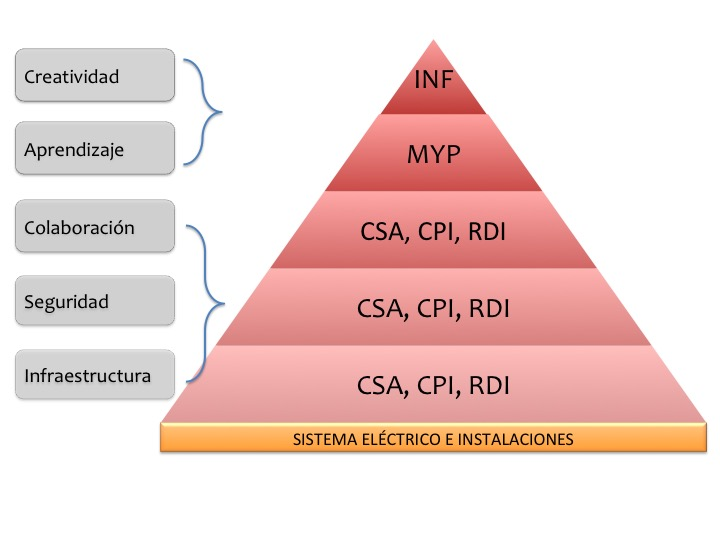 Creatividad
INF
Aprendizaje
MYP
Colaboración
CSA, CPI, RDI
Seguridad
CSA, CPI, RDI
Infraestructura
CSA, CPI, RDI
SISTEMA ELÉCTRICO E INSTALACIONES